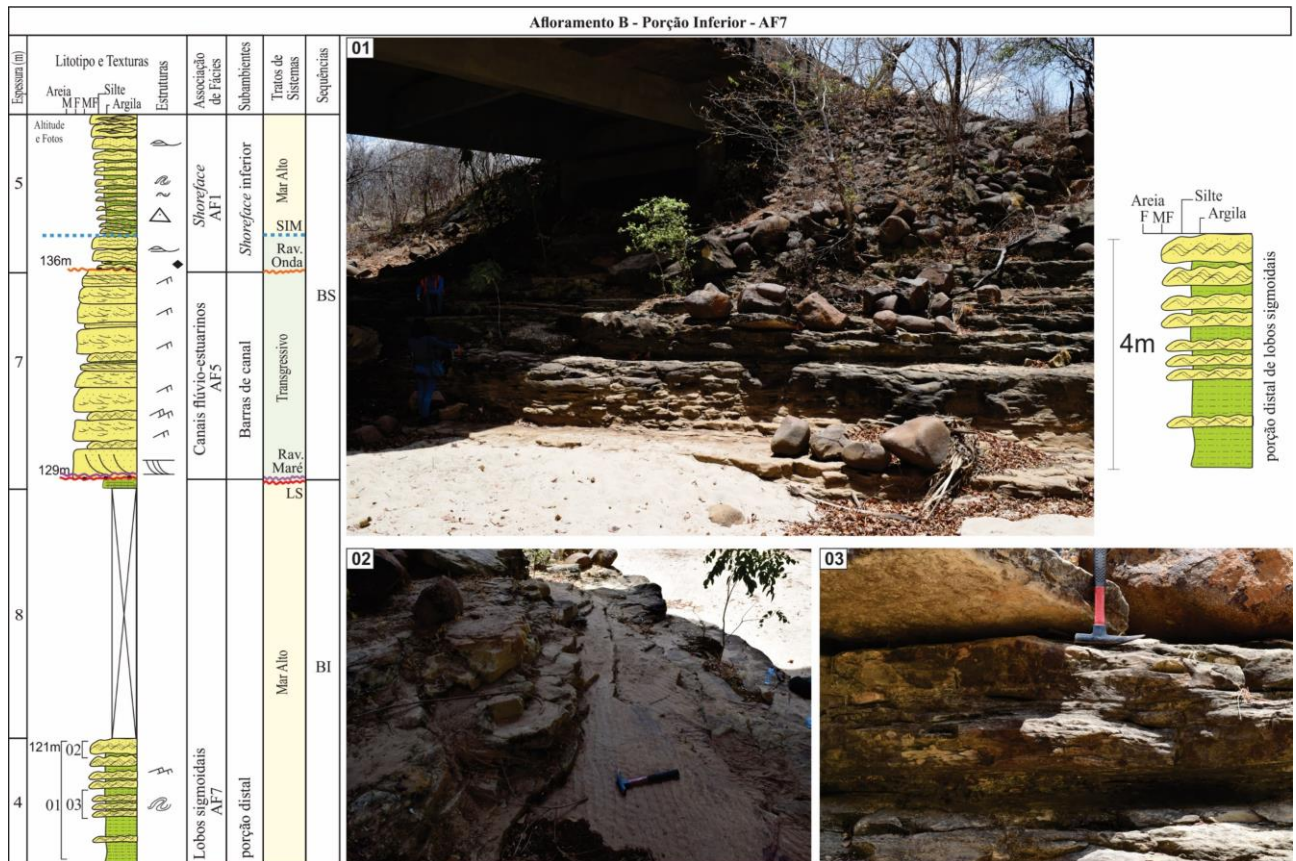 Afloramento B - Porção Inferior - AF7
Espessura (m)
Litotipo e Texturas
Areia
M F MF
Silte
Argila
Estruturas
Associação
de Fácies
Subambientes
Tratos de
Sistemas
Sequências
Altitude
e Fotos
5
136m
Shoreface
AF1
Shoreface inferior
Mar Alto
SIM
Rav.
Onda
7
129m
Canais flúvio-estuarinos
AF5
Barras de canal
Transgressivo
Rav.
Maré
BS
8
LS
Mar Alto
BI
4
121m
02
01
03
Lobos sigmoidais
AF7
porção distal
01
02
03
Areia
F MF
Silte
Argila
4m
porção distal de lobos sigmoidais